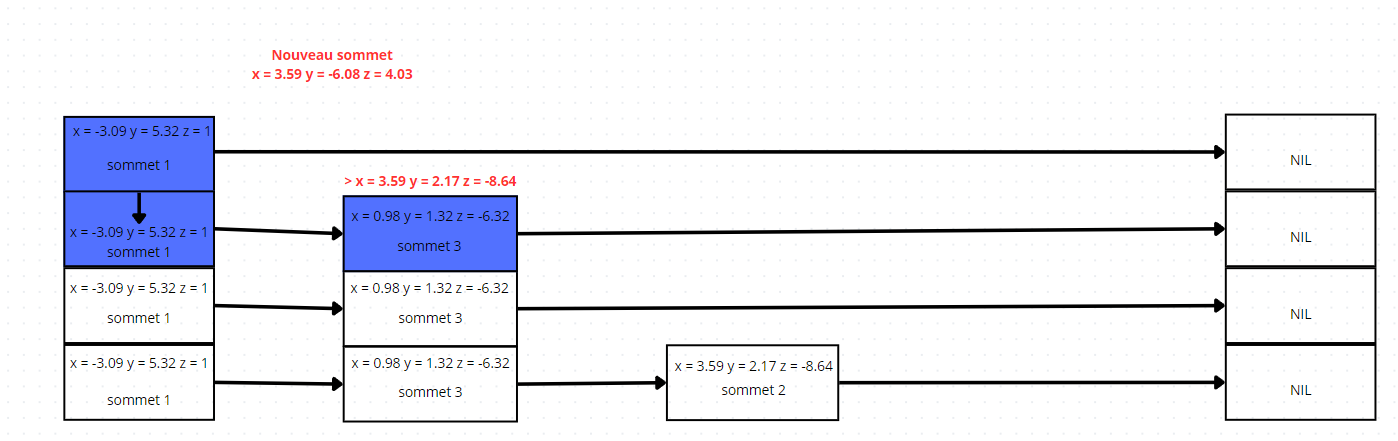 Nouveau sommet
x = 3.59 y = -6.08 z = 4.03
x = -3.09 y = 5.32 z = 1
sommet 1
NIL
> x = 3.59 y = 2.17 z = -8.64
x = -3.09 y = 5.32 z = 1
sommet 1
x = 0.98 y = 1.32 z = -6.32
sommet 3
NIL
x = -3.09 y = 5.32 z = 1
sommet 1
x = 0.98 y = 1.32 z = -6.32
sommet 3
NIL
x = -3.09 y = 5.32 z = 1
sommet 1
x = 0.98 y = 1.32 z = -6.32
sommet 3
x = 3.59 y = 2.17 z = -8.64
sommet 2
NIL